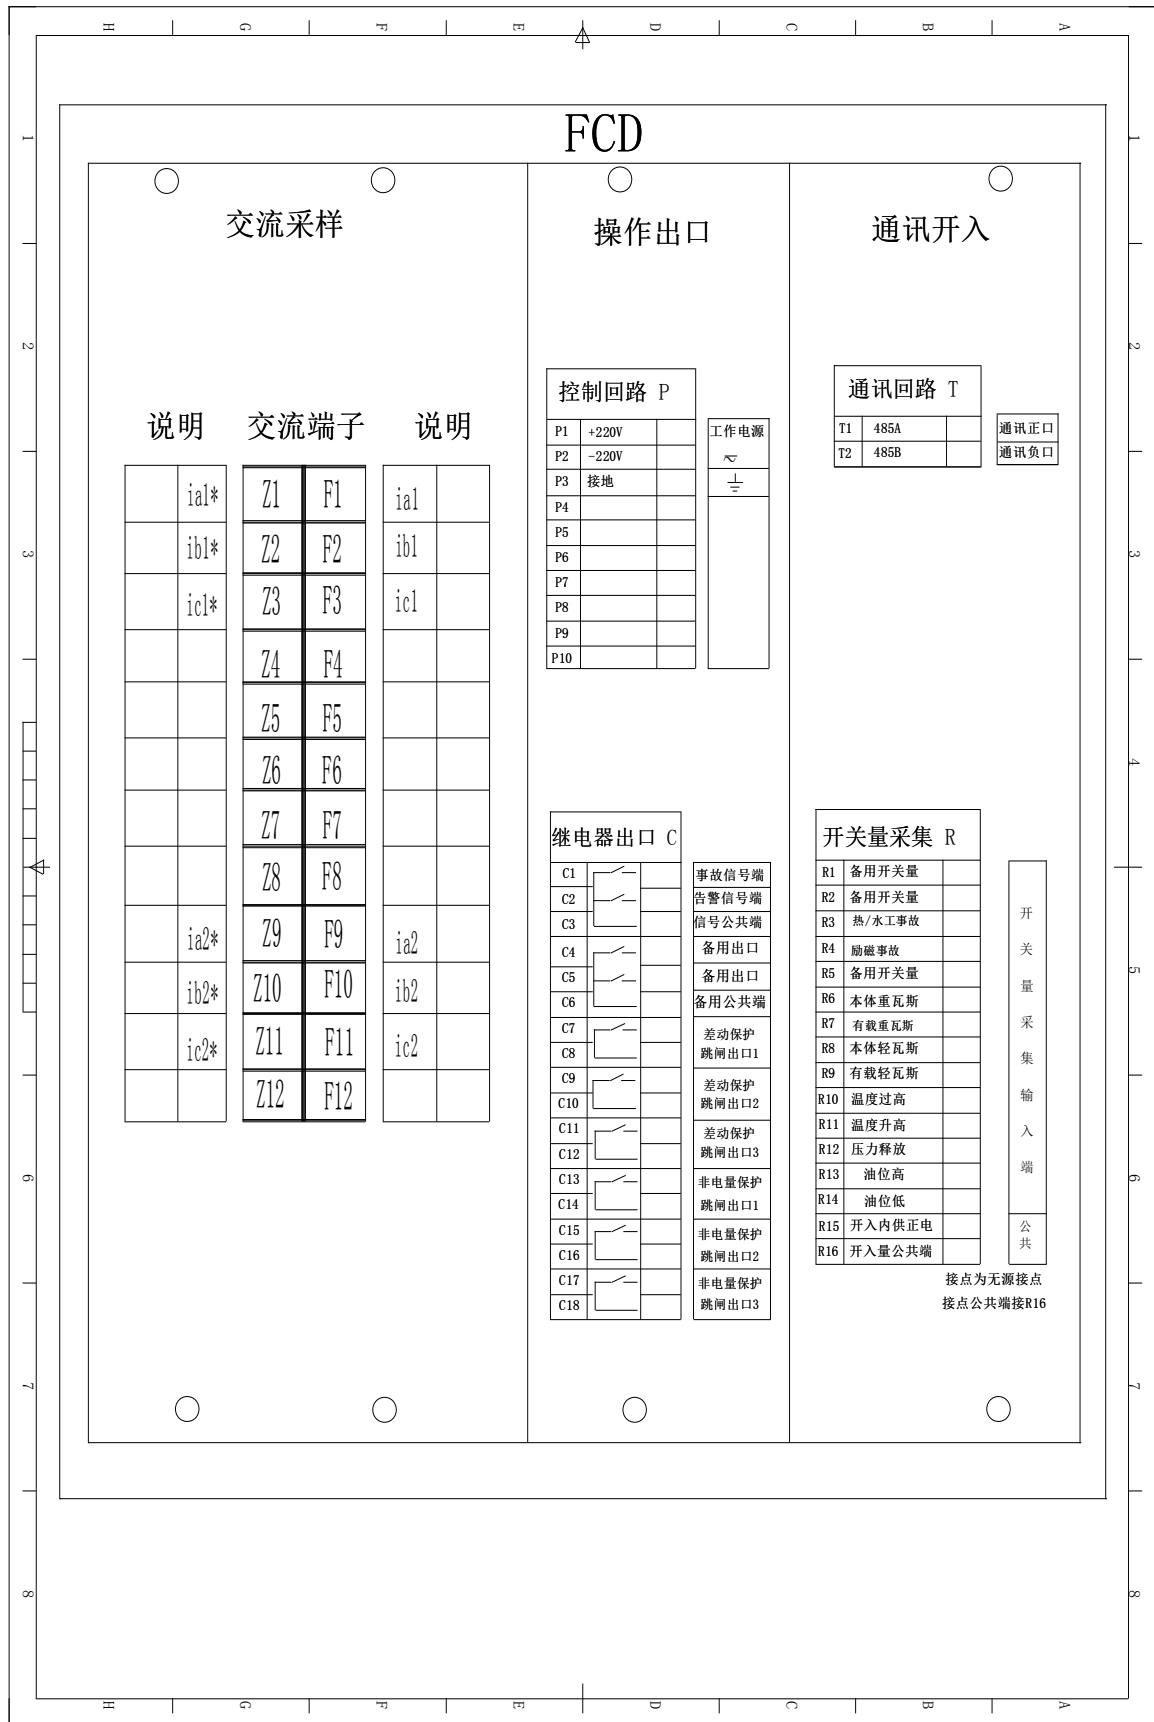 H G F E D C B A
FCD
1 1
交流采样
操作出口
通讯开入
2 2
说明 交流端子 说明
ia1* Z1 F1 ia1
ib1* Z2 F2 ib1
ic1* Z3 F3 ic1
Z4 F4
Z5 F5
Z6 F6
Z7 F7
Z8 F8
ia2* Z9 F9 ia2
ib2* Z10 F10 ib2
ic2* Z11 F11 ic2
Z12 F12
控制回路 P
P1 +220V 工作电源
P2 -220V
P3 接地
P4
P5
P6
P7
P8
P9
P10
继电器出口 C
C1 事故信号端
C2 告警信号端
C3 信号公共端
C4 备用出口
C5 备用出口
C6 备用公共端
C7 差动保护
C8 跳闸出口1
C9 差动保护
C10 跳闸出口2
C11 差动保护
C12 跳闸出口3
C13 非电量保护
C14 跳闸出口1
C15 非电量保护
C16 跳闸出口2
C17 非电量保护
C18 跳闸出口3
通讯回路 T
T1 485A 通讯正口
T2 485B 通讯负口
开关量采集 R
R1 备用开关量
R2 备用开关量
R3 热/水工事故
R4 励磁事故
R5 备用开关量
R6 本体重瓦斯
R7 有载重瓦斯
R8 本体轻瓦斯
R9 有载轻瓦斯
R10 温度过高
R11 温度升高
R12 压力释放
R13 油位高
R14 油位低
R15 开入内供正电
R16 开入量公共端
开关量采集输入端
公共
接点为无源接点
接点公共端接R16
3 3
4 4
5 5
6 6
7 7
8 8
H G F E D C B A